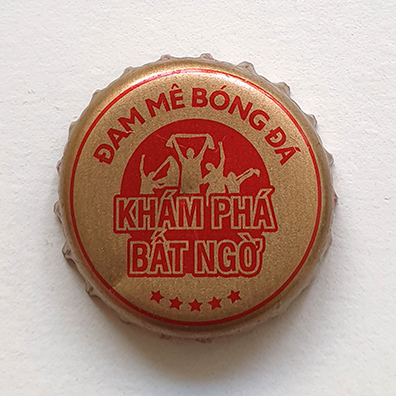 ĐAM MÊ BÓNG ĐÁ
KHÁM PHÁ
BẤT NGỜ